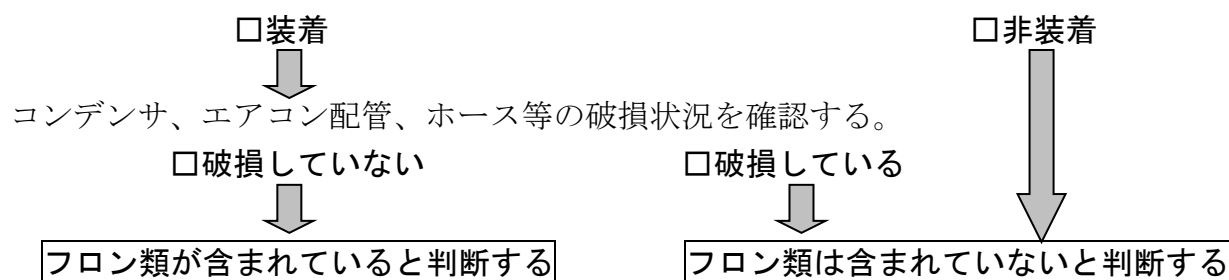 □装着 □非装着
コンデンサ、エアコン配管、ホース等の破損状況を確認する。
□破損していない □破損している
フロン類が含まれていると判断する フロン類は含まれていないと判断する